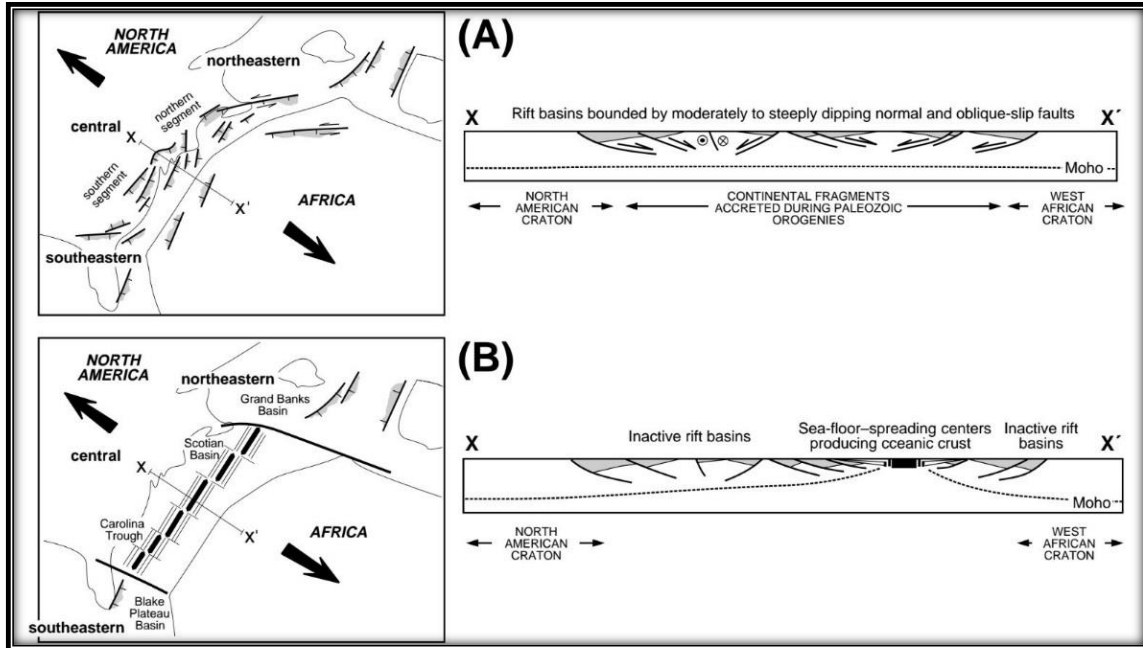 (A)
NORTH
AMERICA
northeastern
northern
segment
central
X
southern
segment
X'
AFRICA
southeastern
Rift basins bounded by moderately to steeply dipping normal and oblique-slip faults
X
X´
Moho
NORTH
AMERICAN
CRATON
CONTINENTAL FRAGMENTS
ACCRETED DURING PALEOZOIC
OROGENIES
WEST
AFRICAN
CRATON
(B)
NORTH
AMERICA
northeastern
Grand Banks
Basin
Scotian
Basin
central
X
Carolina
Trough
X'
AFRICA
Blake
Plateau
Basin
southeastern
X
Inactive rift basins
Sea-floor–spreading centers
producing cceanic crust
Inactive rift
basins
X´
Moho
NORTH
AMERICAN
CRATON
WEST
AFRICAN
CRATON